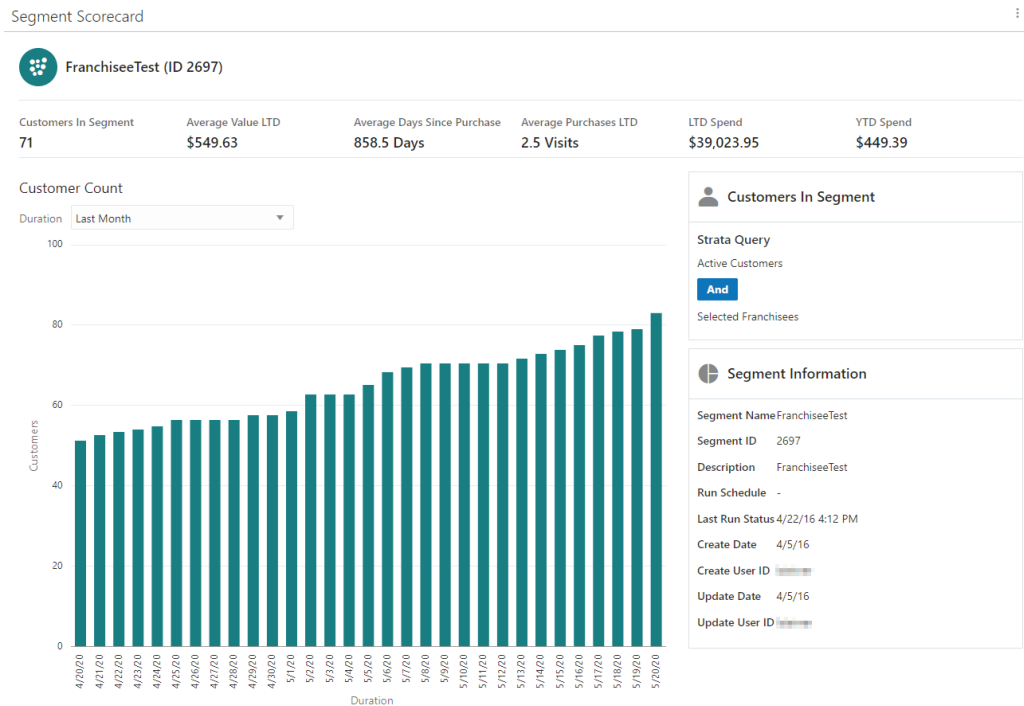 Segment Scorecard
FranchiseeTest (ID 2697)
Customers In Segment
71
Average Value LTD
$549.63
Average Days Since Purchase
858.5 Days
Average Purchases LTD
2.5 Visits
LTD Spend
$39,023.95
YTD Spend
$449.39
Customer Count
Duration Last Month
100
80
60
40
20
0
Customers
4/20/20
4/21/20
4/22/20
4/23/20
4/24/20
4/25/20
4/26/20
4/27/20
4/28/20
4/29/20
4/30/20
5/1/20
5/2/20
5/3/20
5/4/20
5/5/20
5/6/20
5/7/20
5/8/20
5/9/20
5/10/20
5/11/20
5/12/20
5/13/20
5/14/20
5/15/20
5/16/20
5/17/20
5/18/20
5/19/20
5/20/20
Duration
Customers In Segment
Strata Query
Active Customers
And
Selected Franchisees
Segment Information
Segment Name FranchiseeTest
Segment ID 2697
Description FranchiseeTest
Run Schedule -
Last Run Status 4/22/16 4:12 PM
Create Date 4/5/16
Create User ID
Update Date 4/5/16
Update User ID